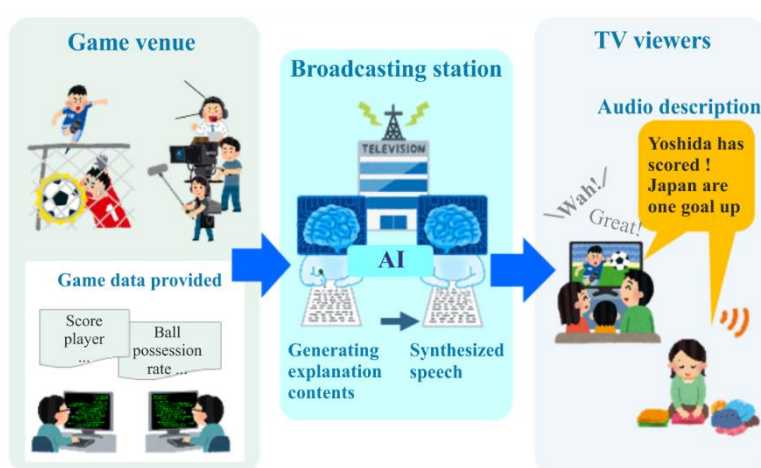 Game venue
Game data provided
Score
player
...
Ball
possession
rate ...
1
Broadcasting station
TELEVISION
AI
Generating
explanation
contents
Synthesized
speech
TV viewers
Audio description
Yoshida has
scored !
Japan are
one goal up
\Wah!/
Great!